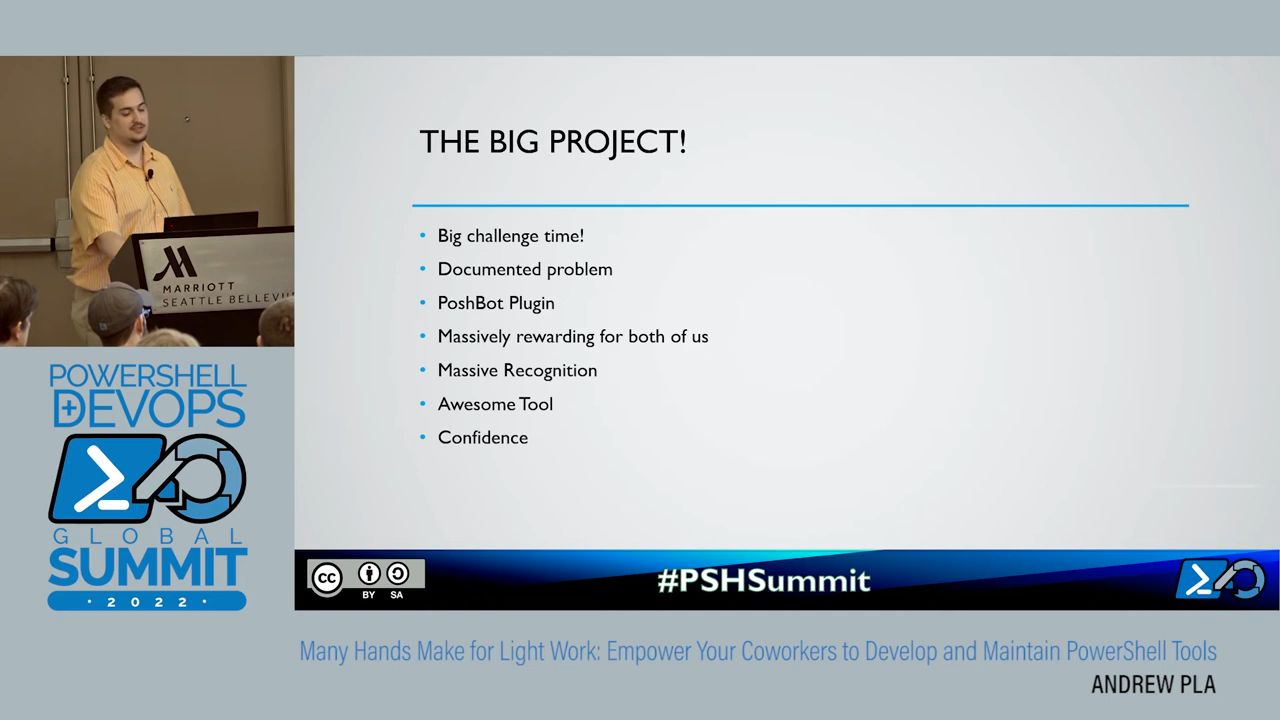 THE BIG PROJECT!
Big challenge time!
Documented problem
PoshBot Plugin
Massively rewarding for both of us
Massive Recognition
Awesome Tool
Confidence
MARRIOTT
SEATTLE BELLEVU
POWERSHELL
+DEVOPS
GLOBAL
SUMMIT
· 2022 ·
cc
BY SA
#PSHSummit
Many Hands Make for Light Work: Empower Your Coworkers to Develop and Maintain PowerShell Tools
ANDREW PLA